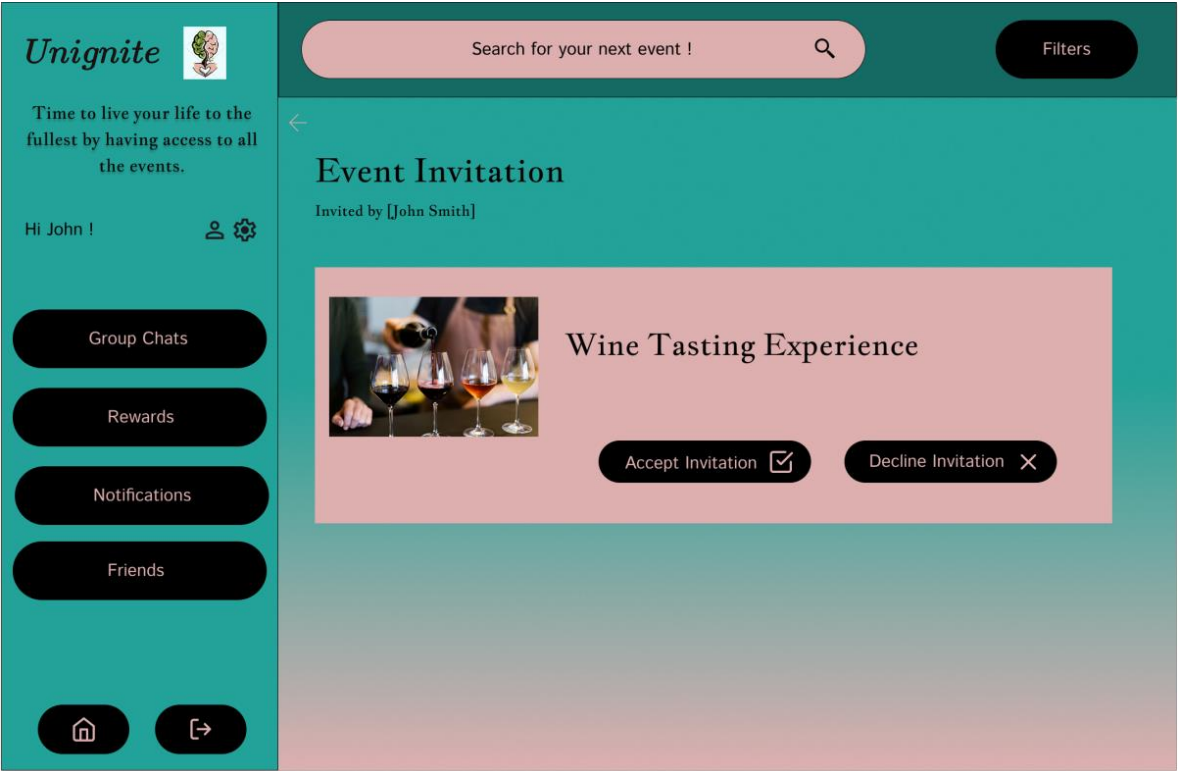 Unignite
Time to live your life to the
fullest by having access to all
the events.
Hi John !
Group Chats
Rewards
Notifications
Friends
Search for your next event !
Filters
Event Invitation
Invited by [John Smith]
Wine Tasting Experience
Accept Invitation
Decline Invitation